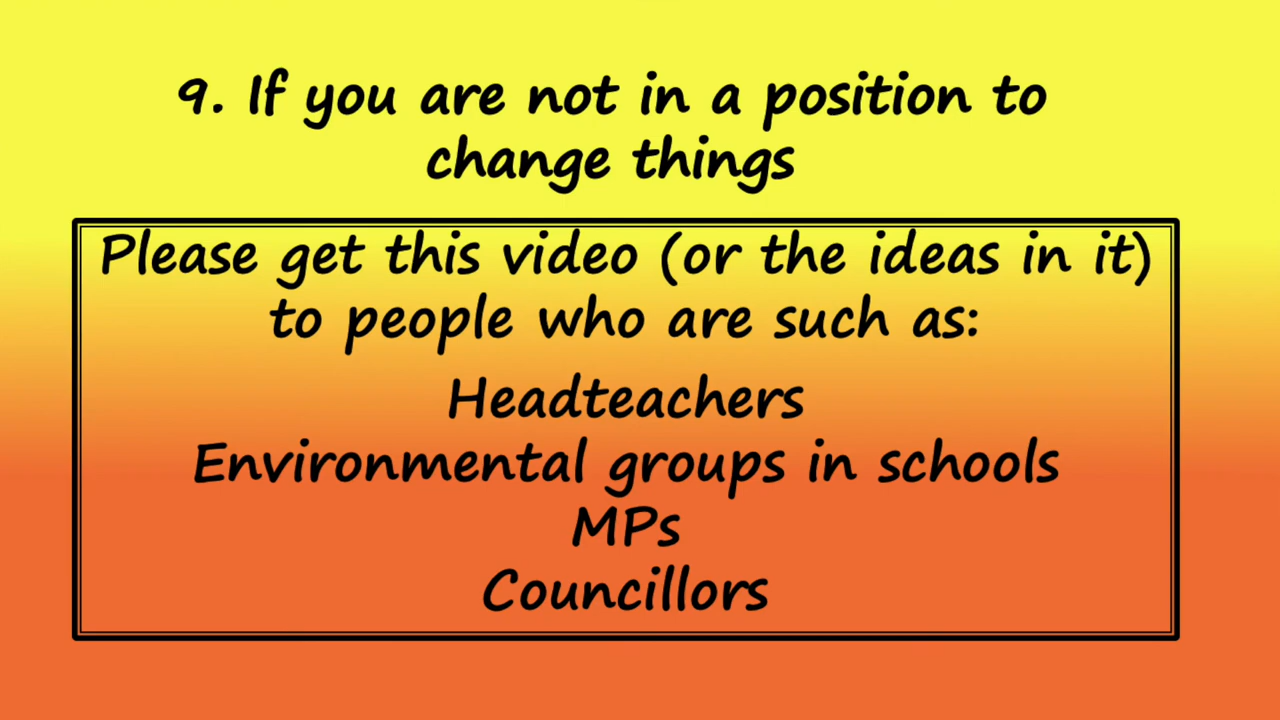 9. If you are not in a position to
change things
Please get this video (or the ideas in it)
to people who are such as:
Headteachers
Environmental groups in schools
MPs
Councillors